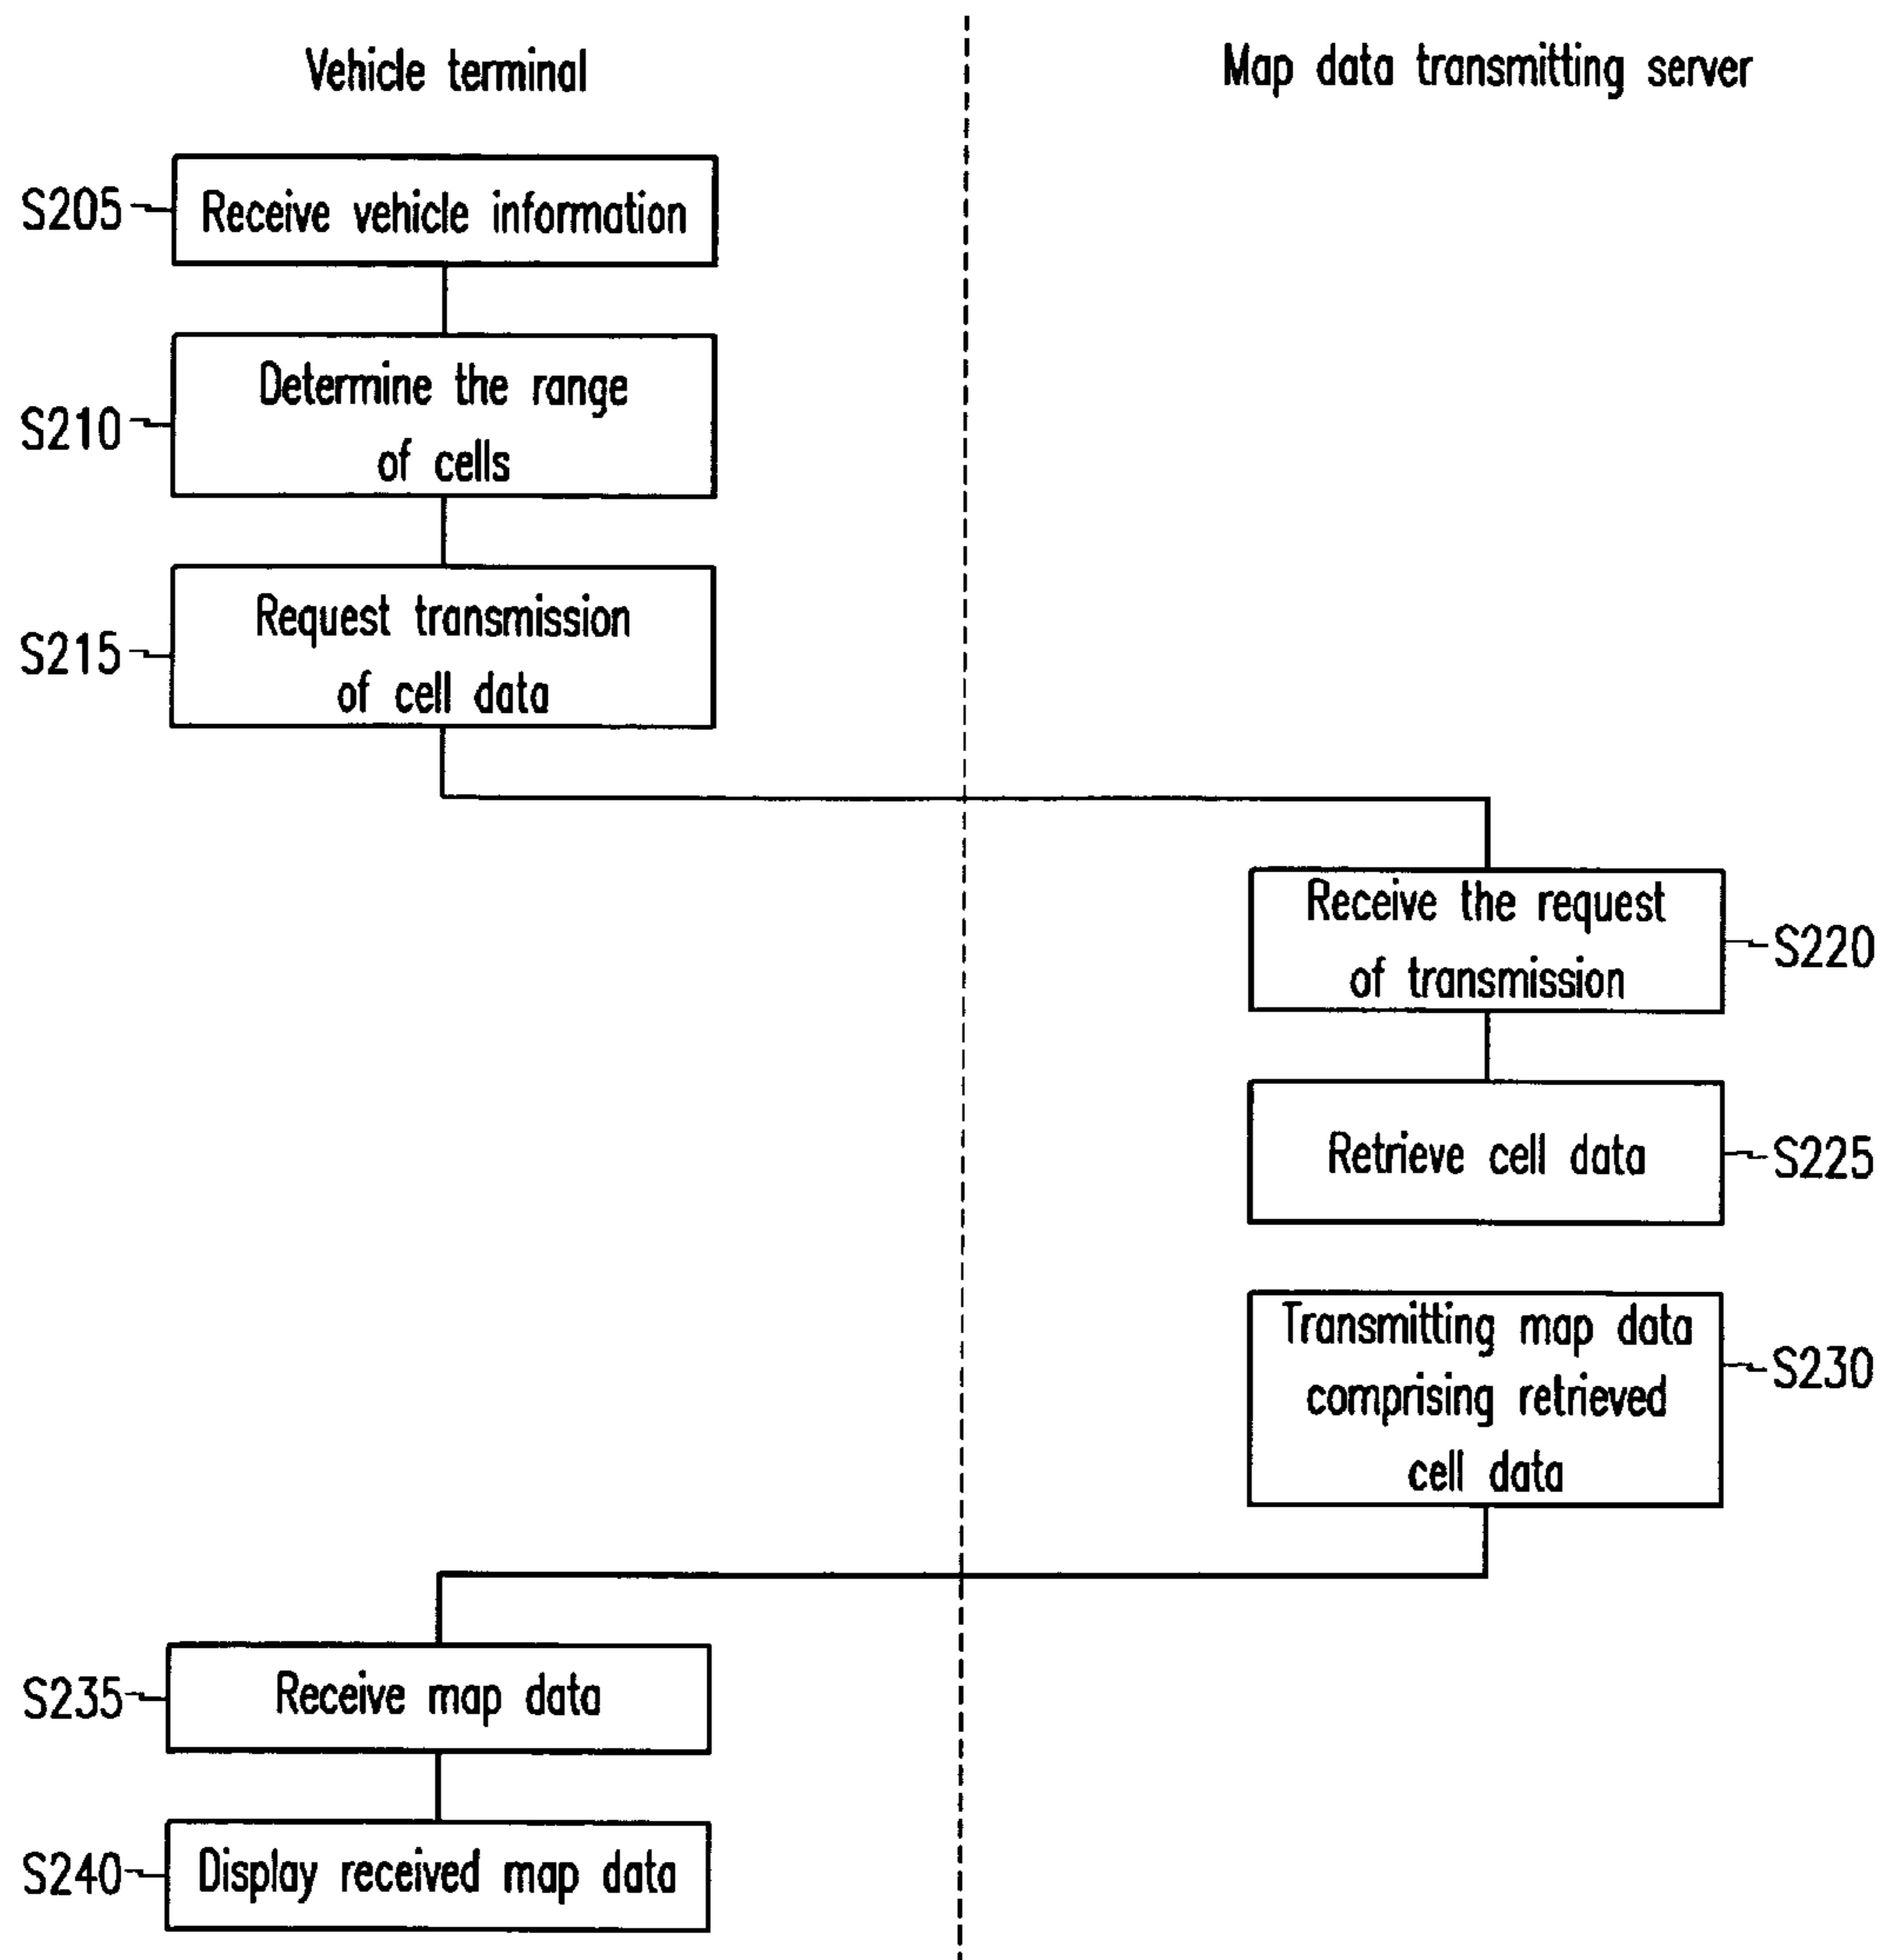 Vehicle terminal
Map data transmitting server
S205
Receive vehicle information
S210
Determine the range
of cells
S215
Request transmission
of cell data
Receive the request
of transmission
S220
Retrieve cell data
S225
Transmitting map data
comprising retrieved
cell data
S230
S235
Receive map data
S240
Display received map data